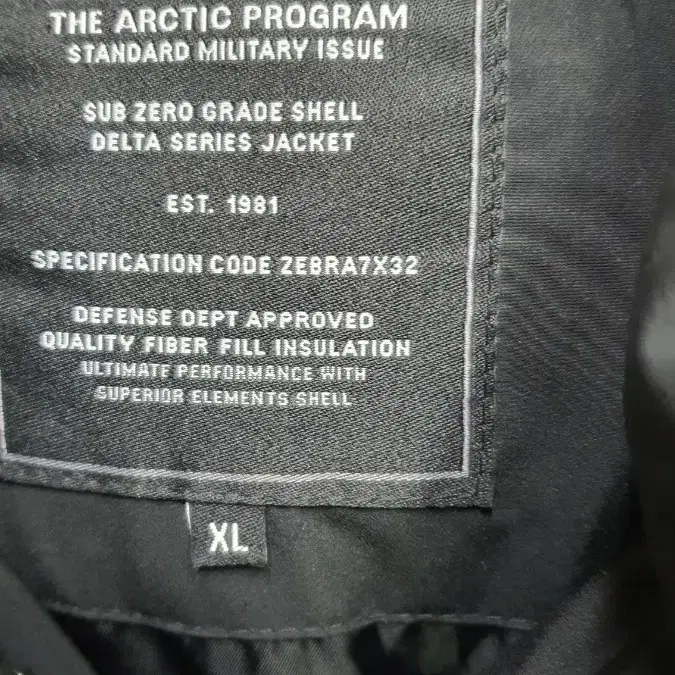 THE ARCTIC PROGRAM
STANDARD MILITARY ISSUE
SUB ZERO GRADE SHELL
DELTA SERIES JACKET
EST. 1981
SPECIFICATION CODE ZEBRA7X32
DEFENSE DEPT APPROVED
QUALITY FIBER FILL INSULATION
ULTIMATE PERFORMANCE WITH
SUPERIOR ELEMENTS SHELL
XL